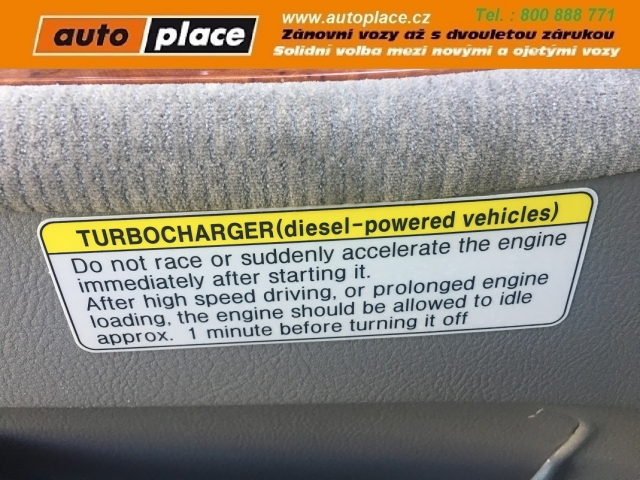 auto place
www.autoplace.cz
Tel. : 800 888 771
Zánovní vozy až s dvouletou zárukou
Solidní volba mezi novými a ojetými vozy
TURBOCHARGER(diesel-powered vehicles)
Do not race or suddenly accelerate the engine
immediately after starting it.
After high speed driving, or prolonged engine
loading, the engine should be allowed to idle
approx. 1 minute before turning it off